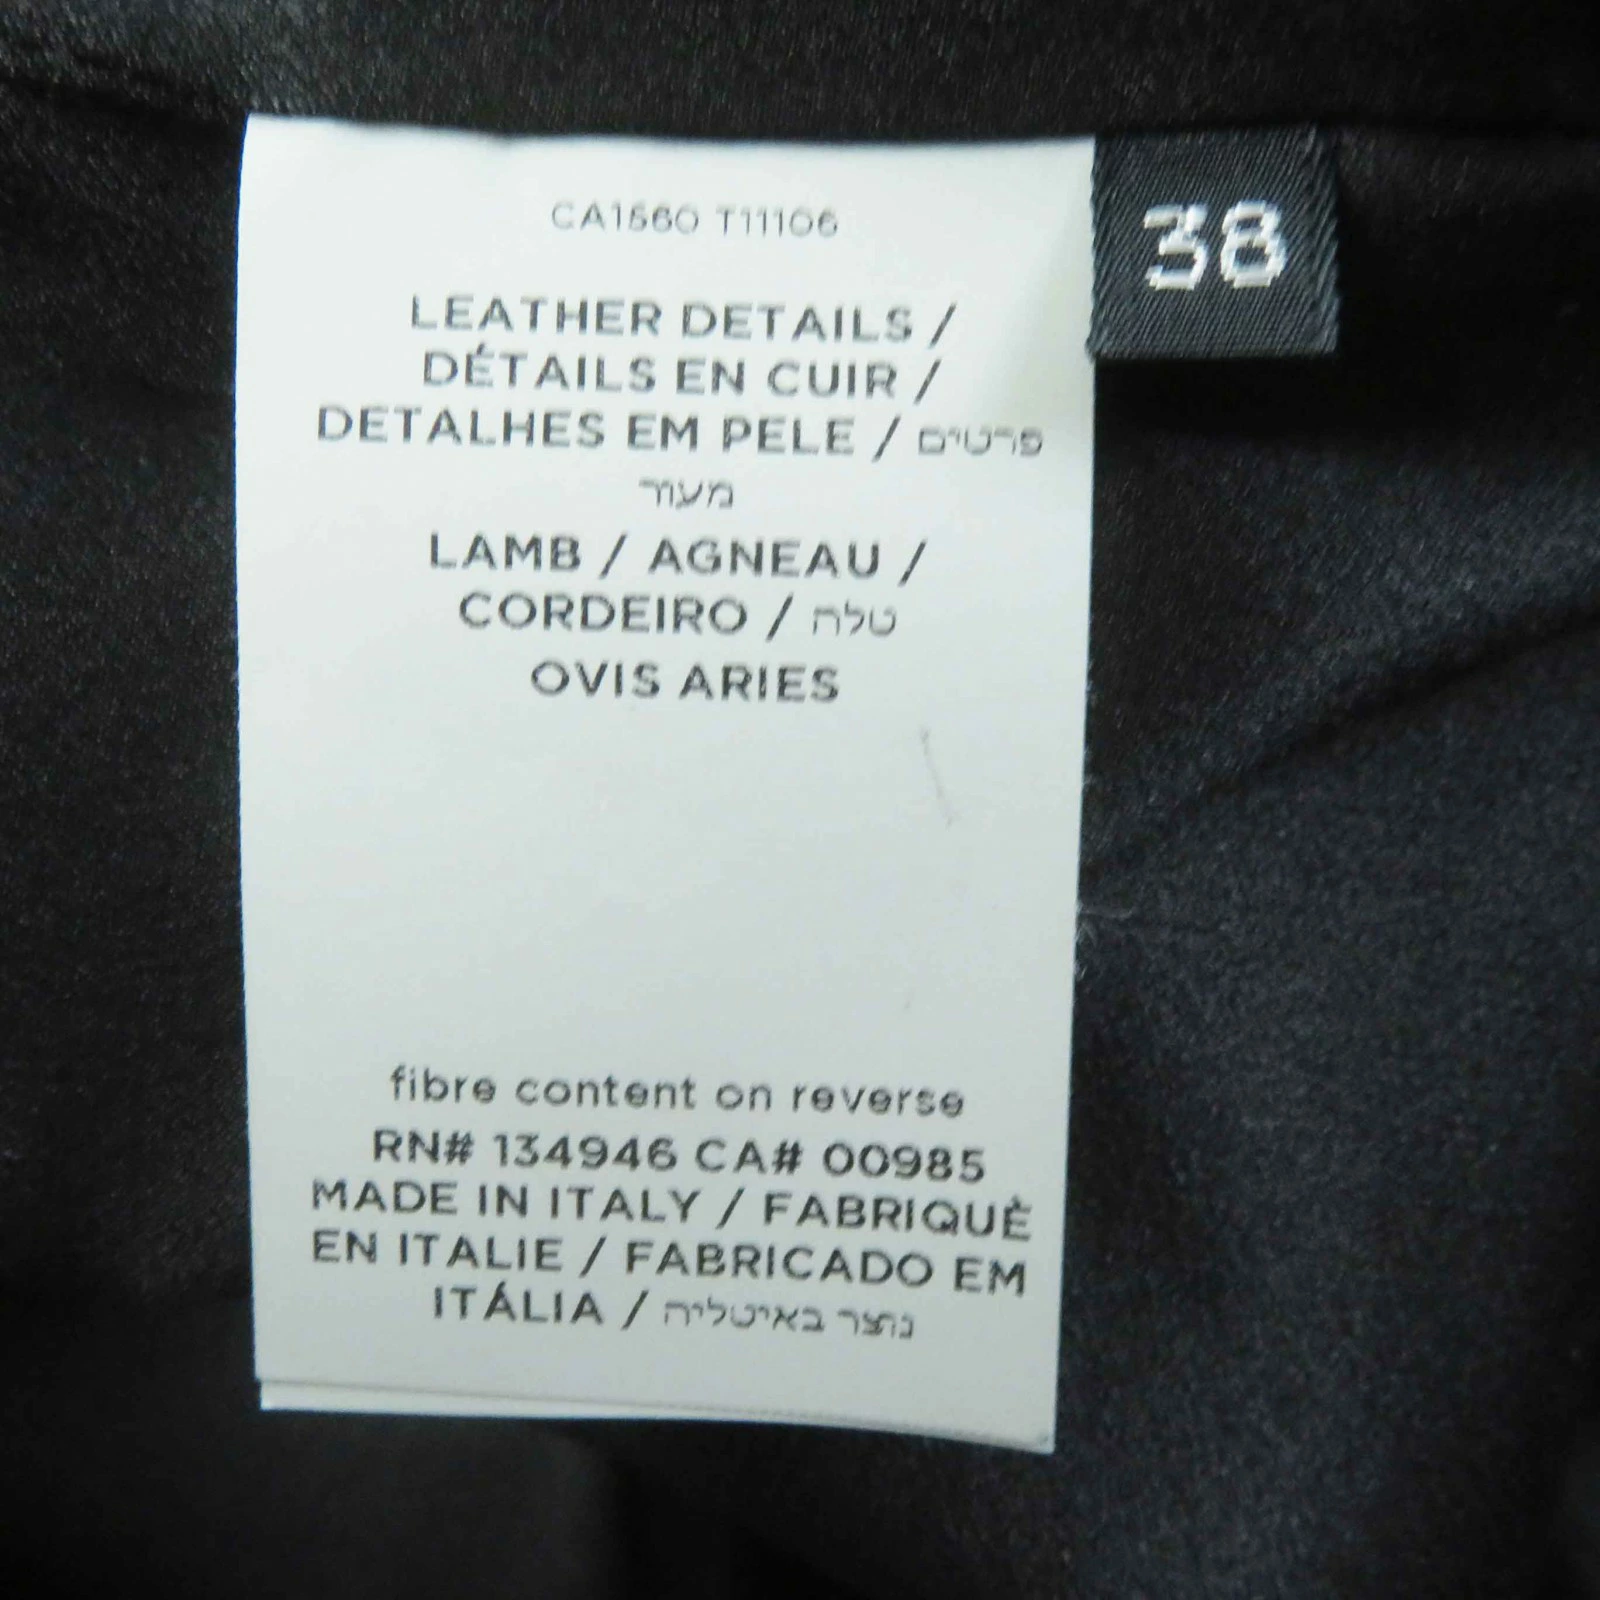 CA1560 T11106
38
LEATHER DETAILS /
DÉTAILS EN CUIR /
DETALHES EM PELE / פרטים
מעור
LAMB / AGNEAU /
CORDEIRO / טלה
OVIS ARIES
fibre content on reverse
RN# 134946 CA# 00985
MADE IN ITALY / FABRIQUÈ
EN ITALIE / FABRICADO EM
ITÁLIA / נוצר באיטליה